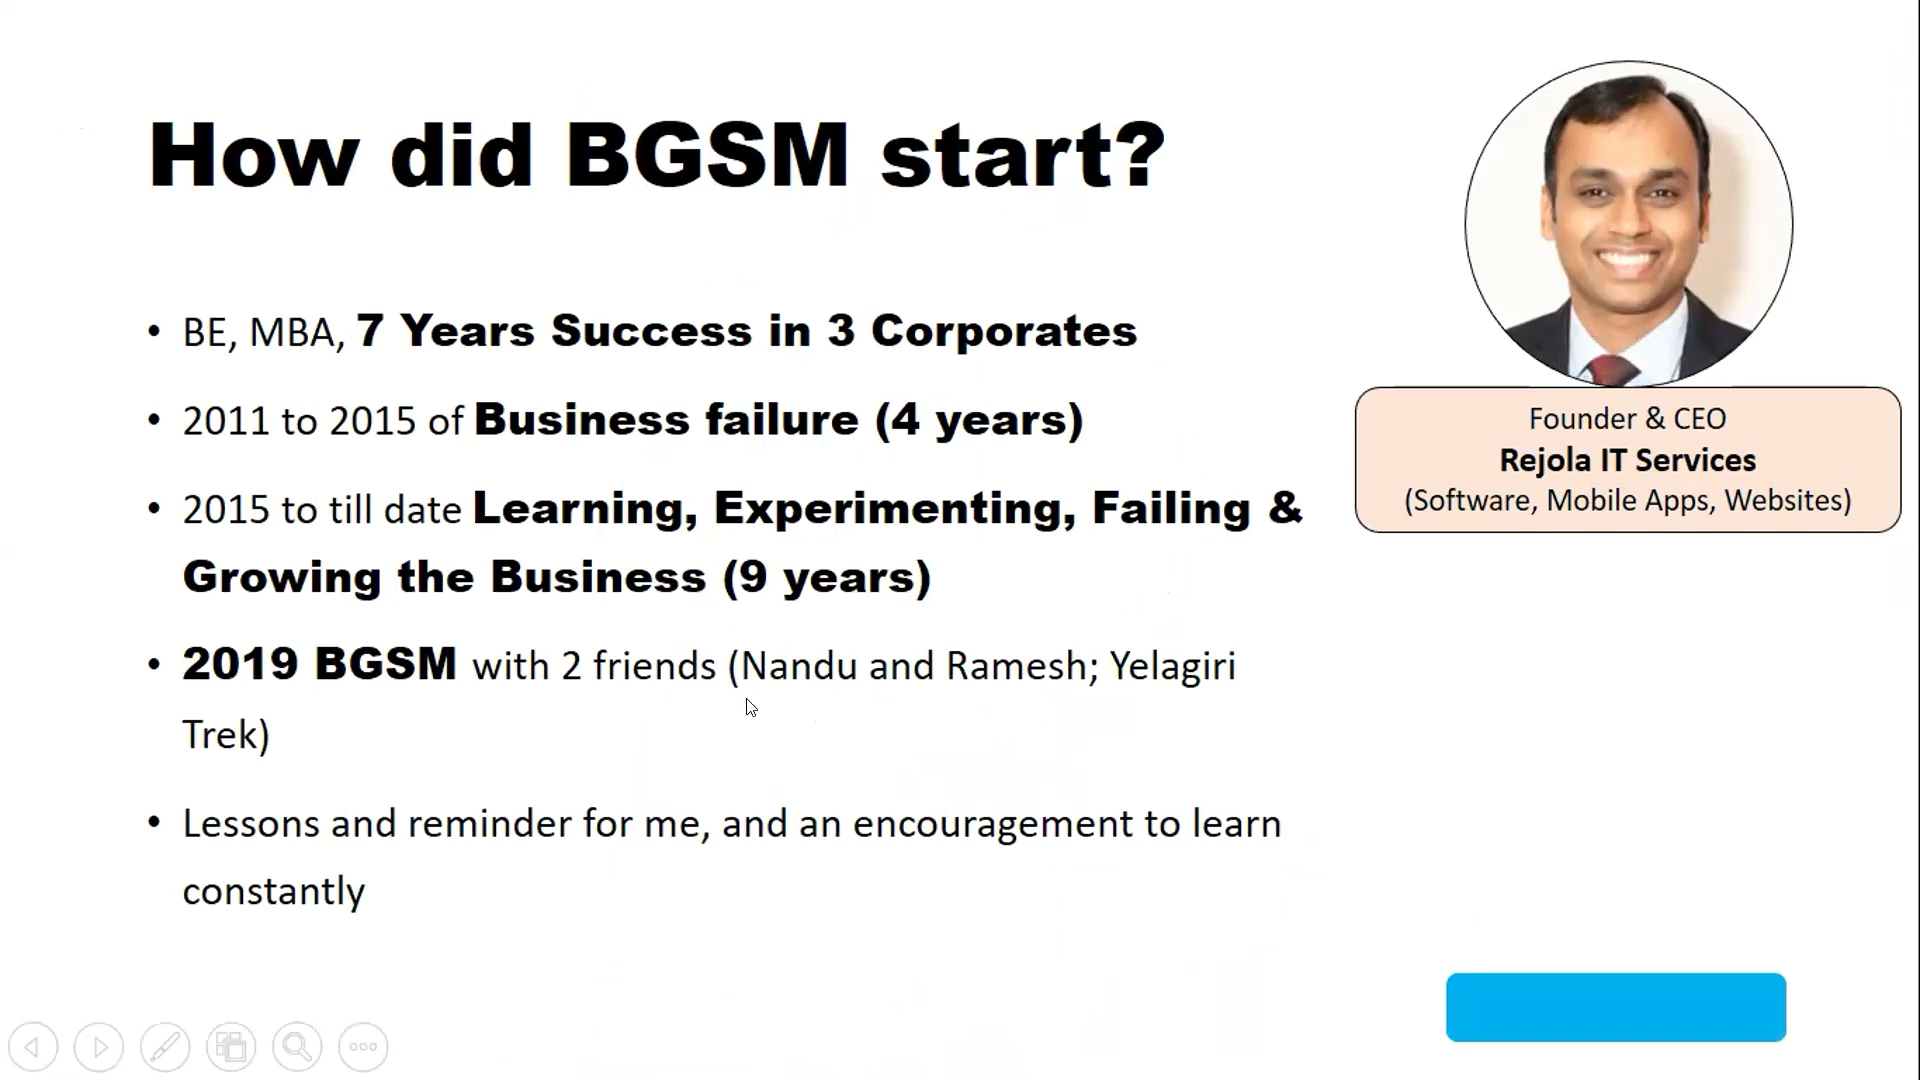 How did BGSM start?
• BE, MBA, 7 Years Success in 3 Corporates
• 2011 to 2015 of Business failure (4 years)
• 2015 to till date Learning, Experimenting, Failing &
Growing the Business (9 years)
• 2019 BGSM with 2 friends (Nandu and Ramesh; Yelagiri
Trek)
• Lessons and reminder for me, and an encouragement to learn
constantly
Founder & CEO
Rejola IT Services
(Software, Mobile Apps, Websites)